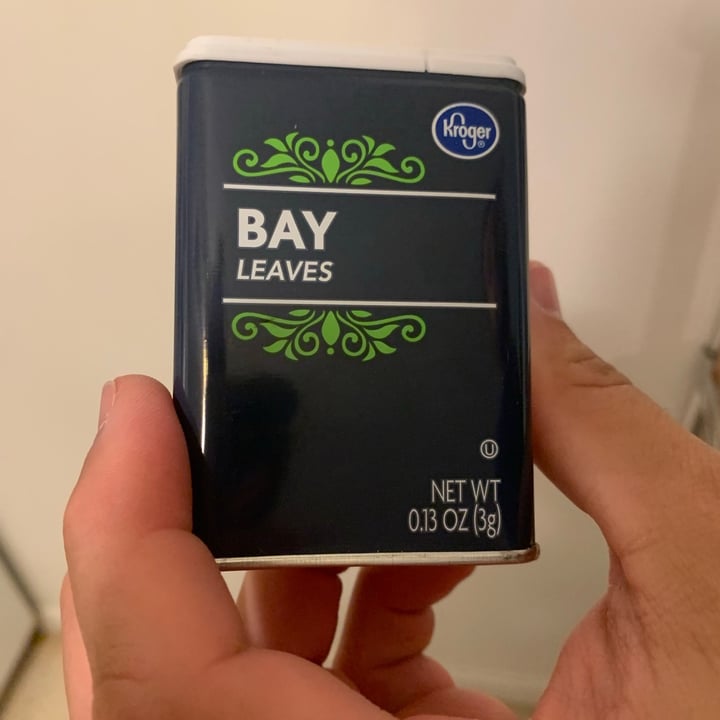 Kroger®
BAY
LEAVES
U
NET WT
0.13 OZ (3g)